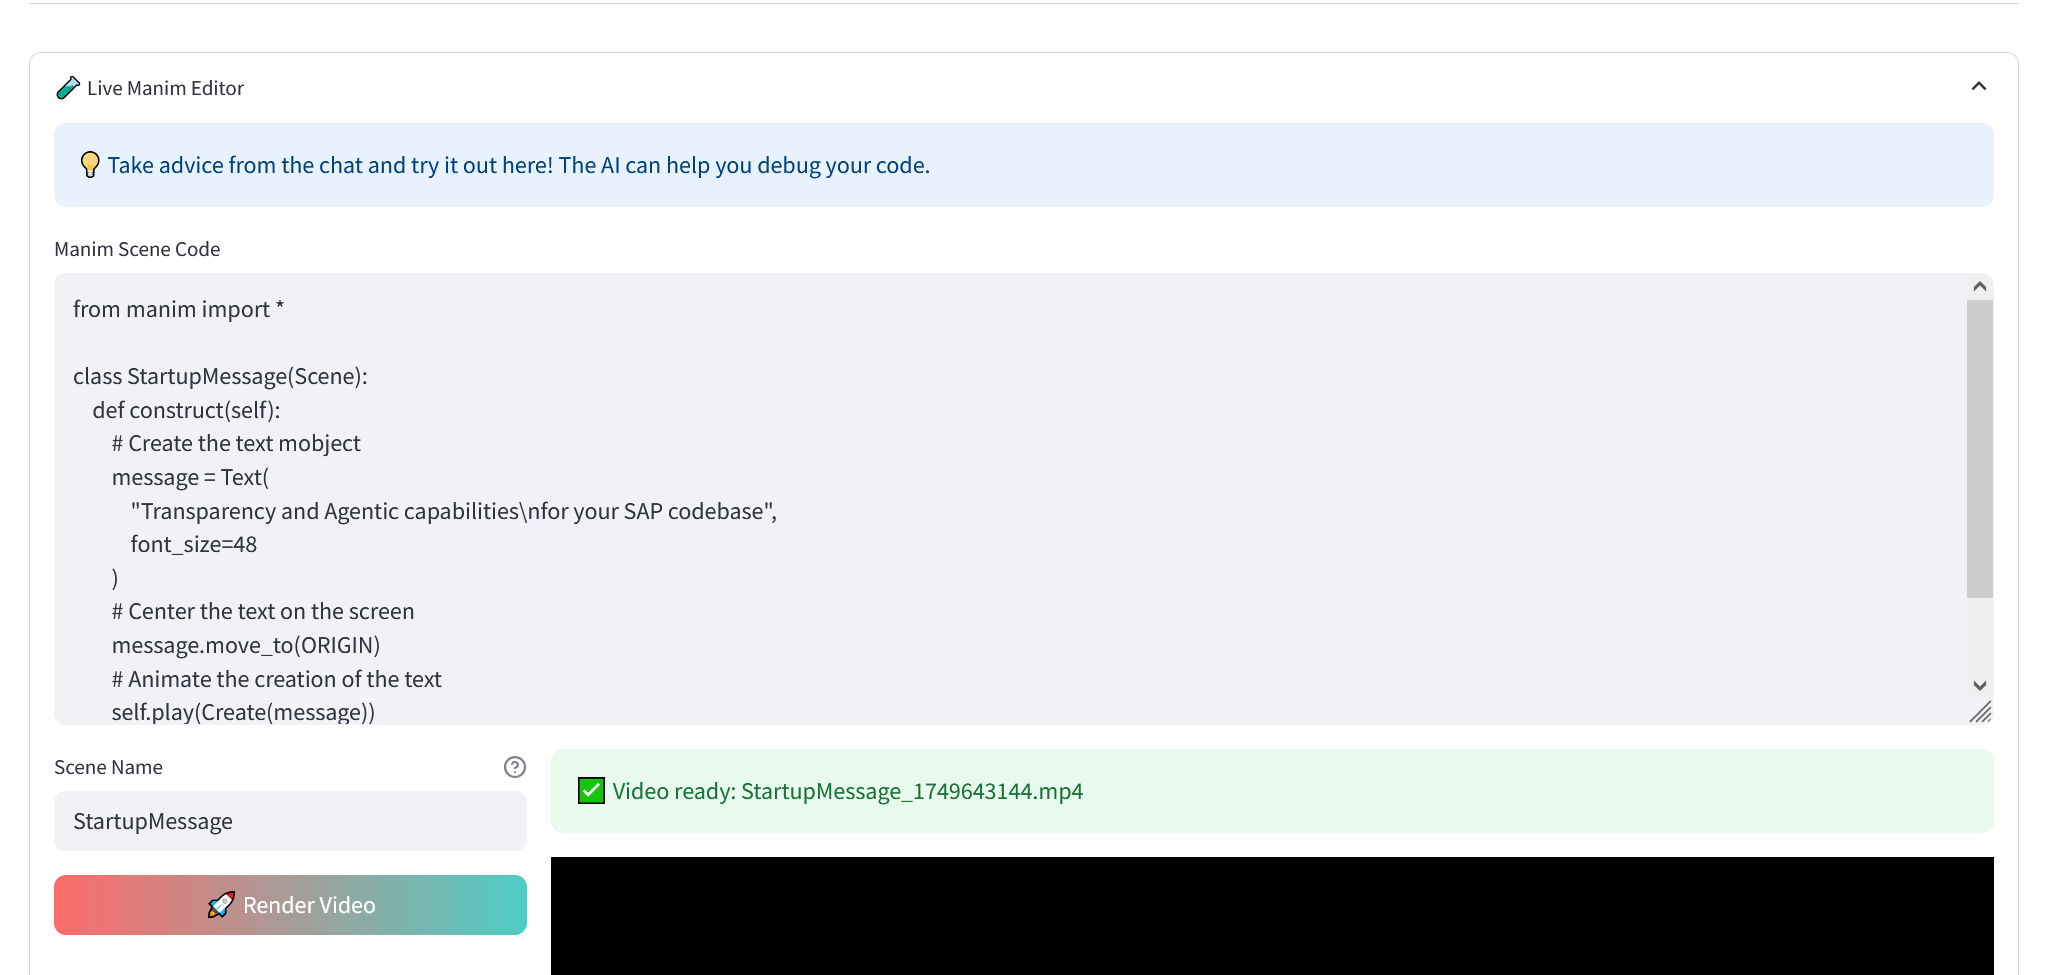 Live Manim Editor
Take advice from the chat and try it out here! The AI can help you debug your code.
Manim Scene Code
from manim import *
class StartupMessage(Scene):
def construct(self):
# Create the text mobject
message = Text(
"Transparency and Agentic capabilities\nfor your SAP codebase",
font_size=48
)
# Center the text on the screen
message.move_to(ORIGIN)
# Animate the creation of the text
self.play(Create(message))
Scene Name
StartupMessage
Render Video
Video ready: StartupMessage_1749643144.mp4